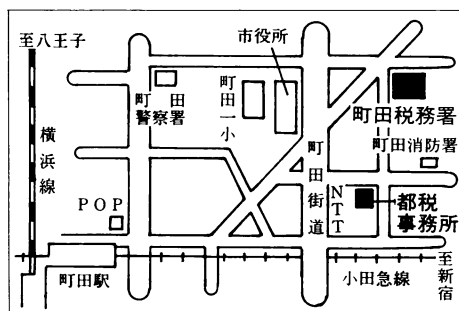 至八王子
横浜線
町田
警察署
町田一小
市役所
町田税務署
町田消防署
町田街道
NTT
都税
事務所
POP
町田駅
小田急線
至新宿